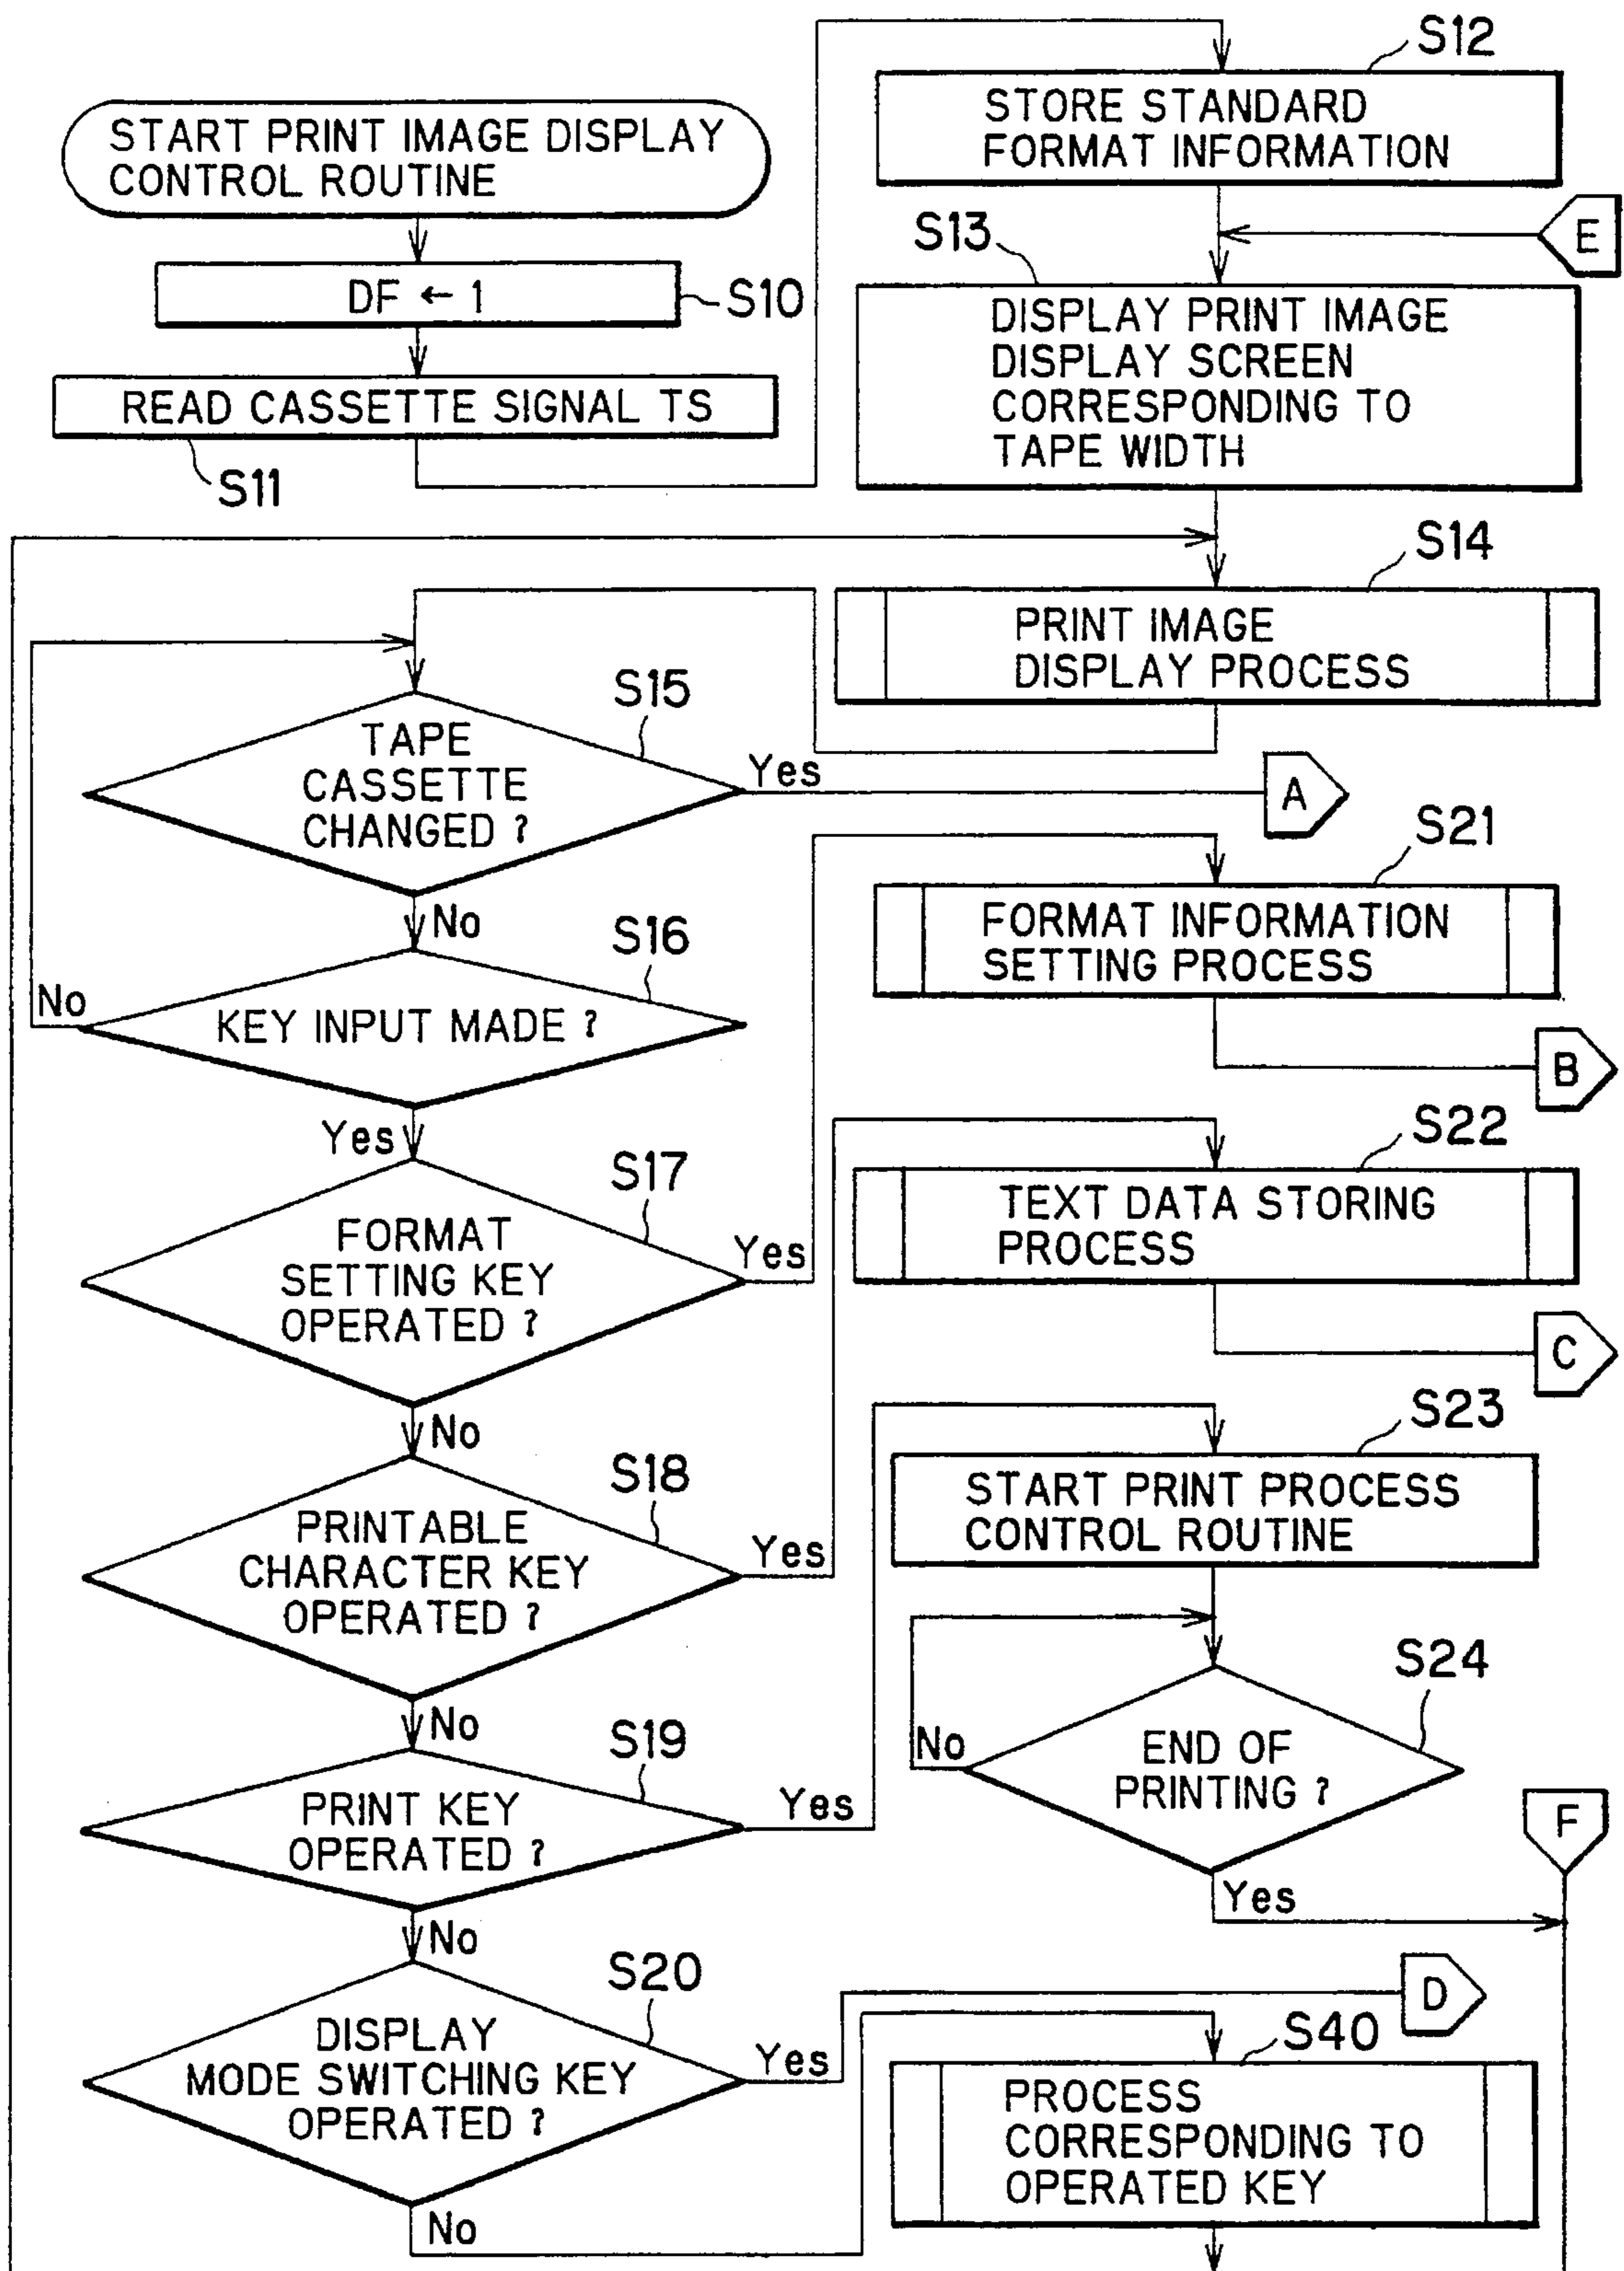 START PRINT IMAGE DISPLAY
CONTROL ROUTINE
DF ← 1
S10
READ CASSETTE SIGNAL TS
S11
S12
STORE STANDARD
FORMAT INFORMATION
E
S13
DISPLAY PRINT IMAGE
DISPLAY SCREEN
CORRESPONDING TO
TAPE WIDTH
S14
PRINT IMAGE
DISPLAY PROCESS
S15
TAPE
CASSETTE
CHANGED ?
Yes
A
No
S16
KEY INPUT MADE ?
No
Yes
S17
FORMAT
SETTING KEY
OPERATED ?
Yes
S21
FORMAT INFORMATION
SETTING PROCESS
B
No
S18
PRINTABLE
CHARACTER KEY
OPERATED ?
Yes
S22
TEXT DATA STORING
PROCESS
C
No
S19
PRINT KEY
OPERATED ?
Yes
S23
START PRINT PROCESS
CONTROL ROUTINE
S24
END OF
PRINTING ?
No
Yes
F
No
S20
DISPLAY
MODE SWITCHING KEY
OPERATED ?
Yes
D
No
S40
PROCESS
CORRESPONDING TO
OPERATED KEY